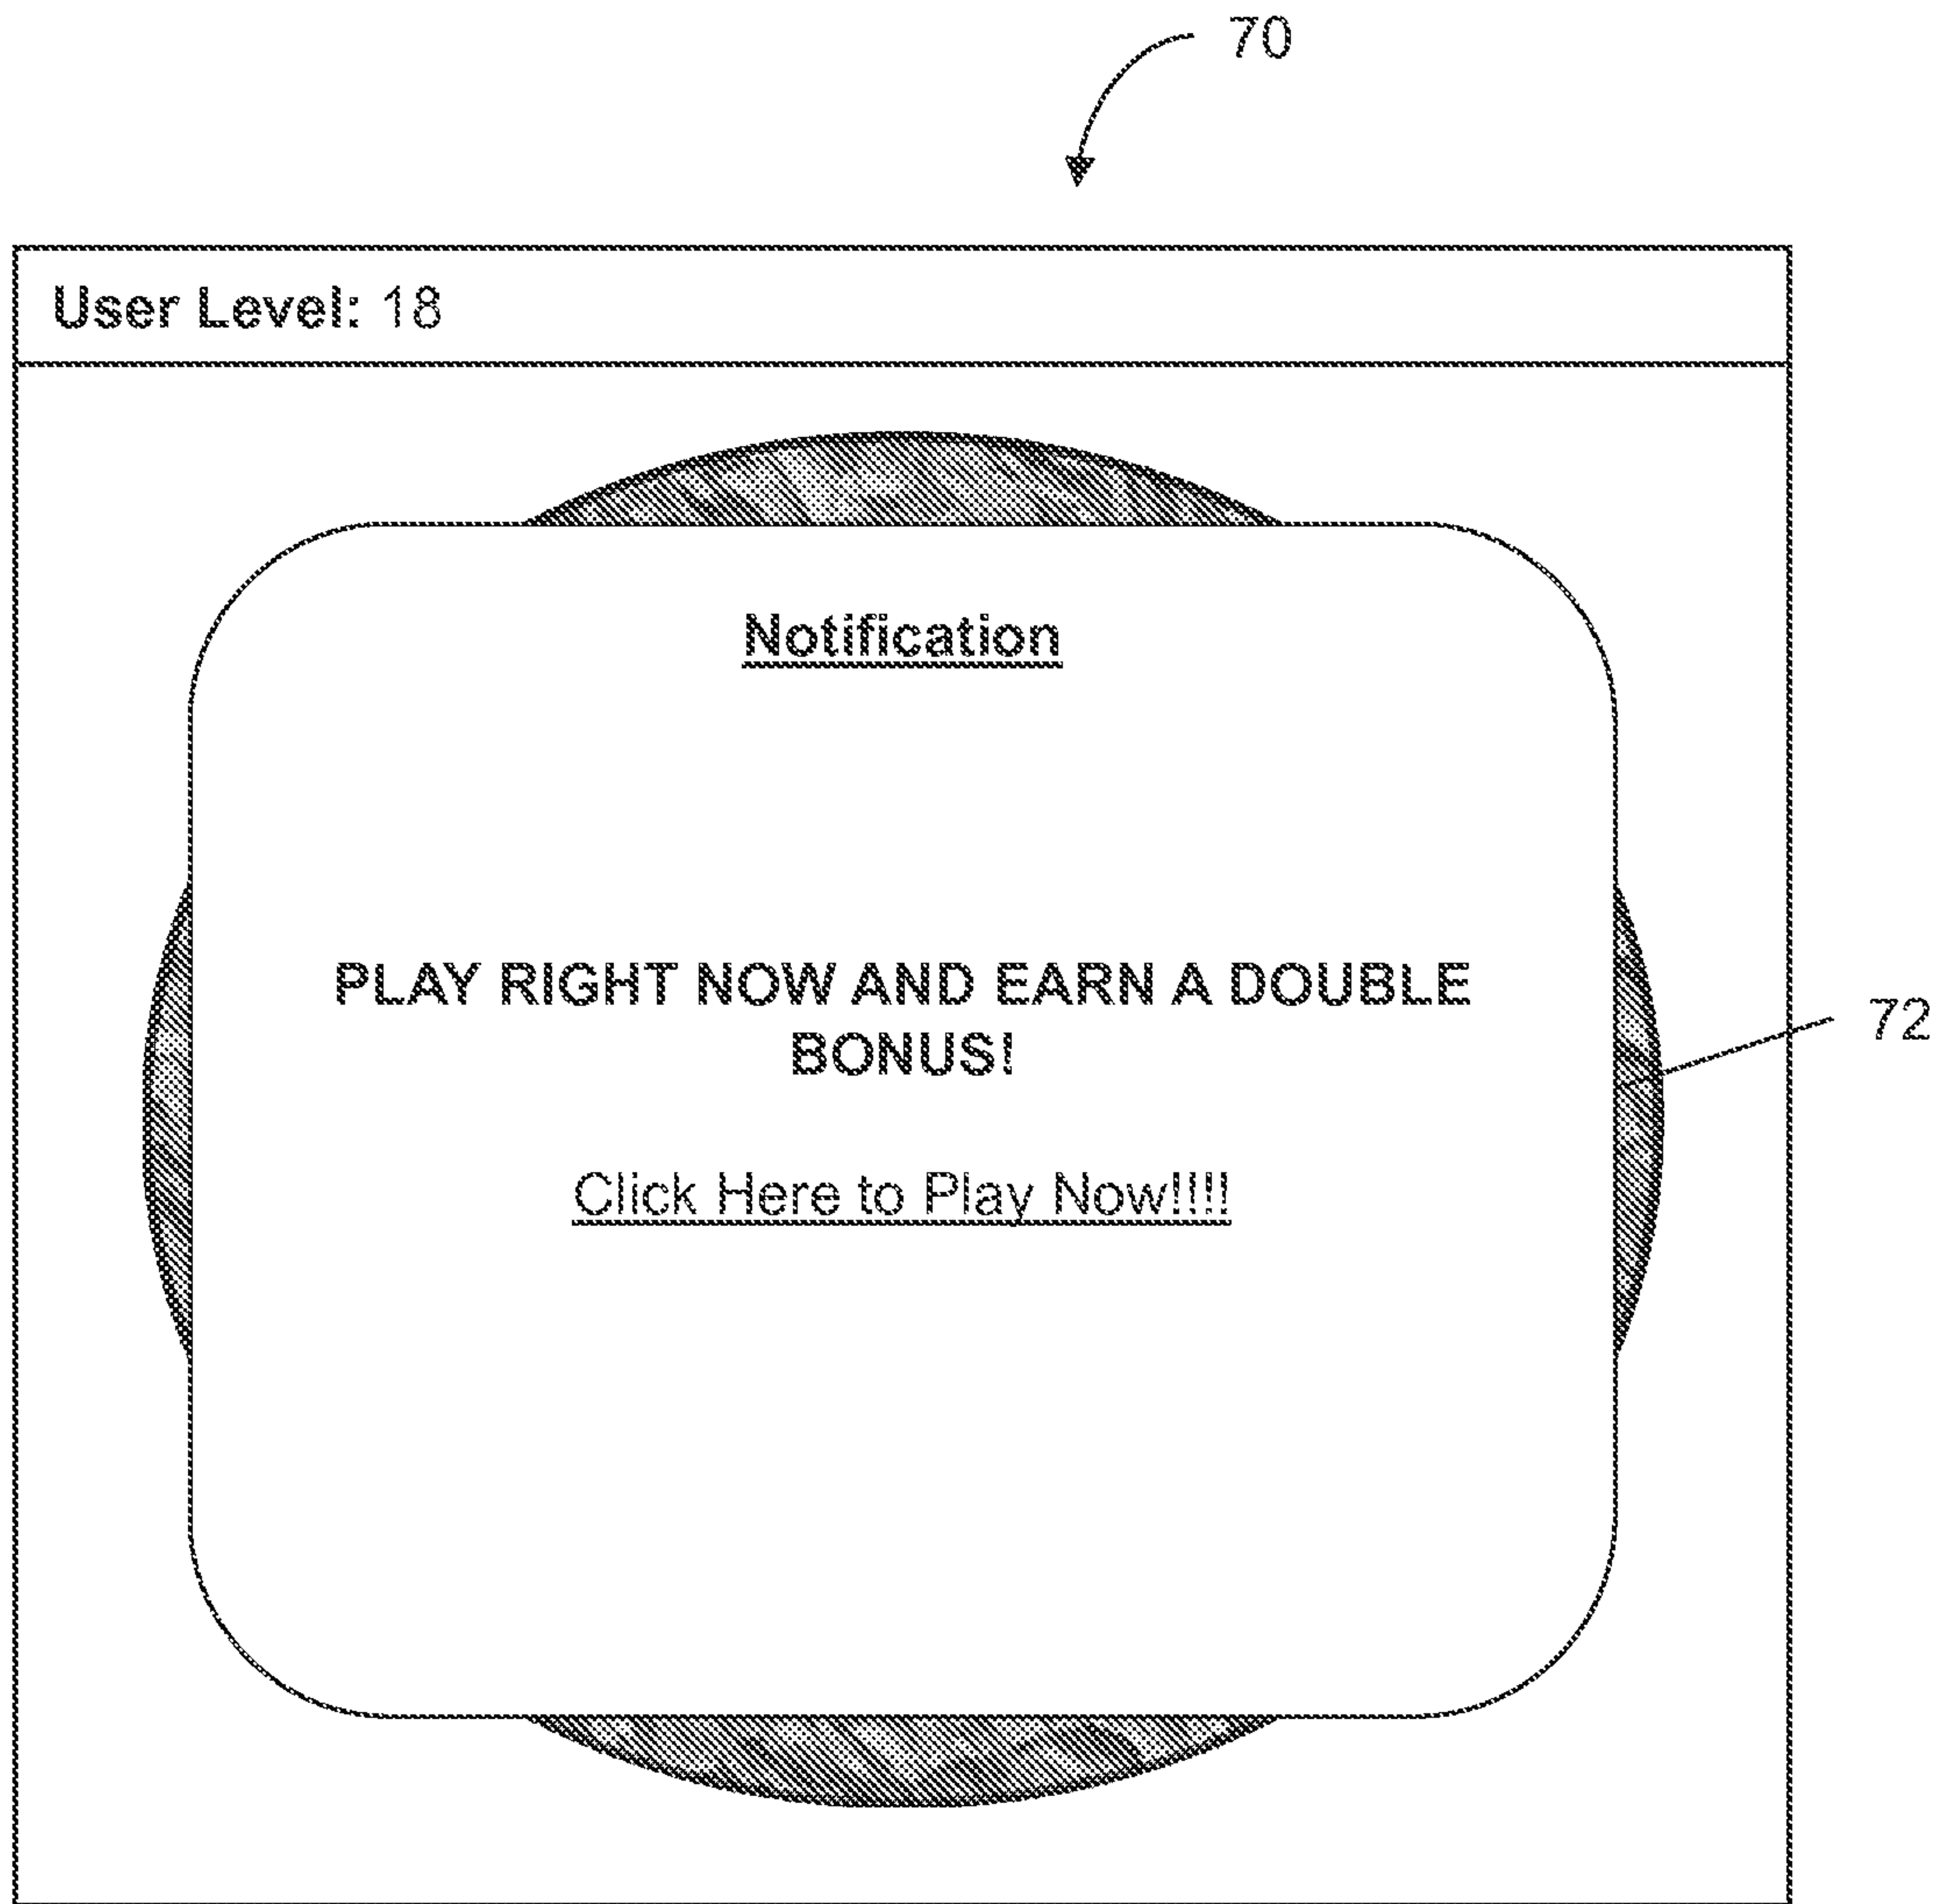 70
User Level: 18
Notification
PLAY RIGHT NOW AND EARN A DOUBLE
BONUS!
72
Click Here to Play Now!!!!